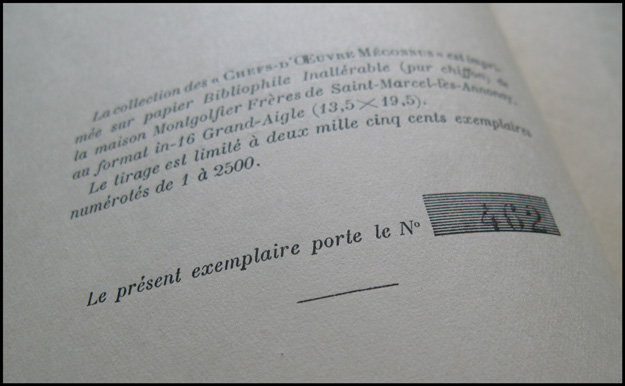 La collection des « CHEFS-D'ŒUVRE MÉCONNUS » est impri-
mée sur papier Bibliophile Inaltérable (pur chiffon) de
la maison Montgolfier Frères de Saint-Marcel-lès-Annonay,
au format in-16 Grand-Aigle (13,5×19,5).
Le tirage est limité à deux mille cinq cents exemplaires
numérotés de 1 à 2500.
Le présent exemplaire porte le Nº 462